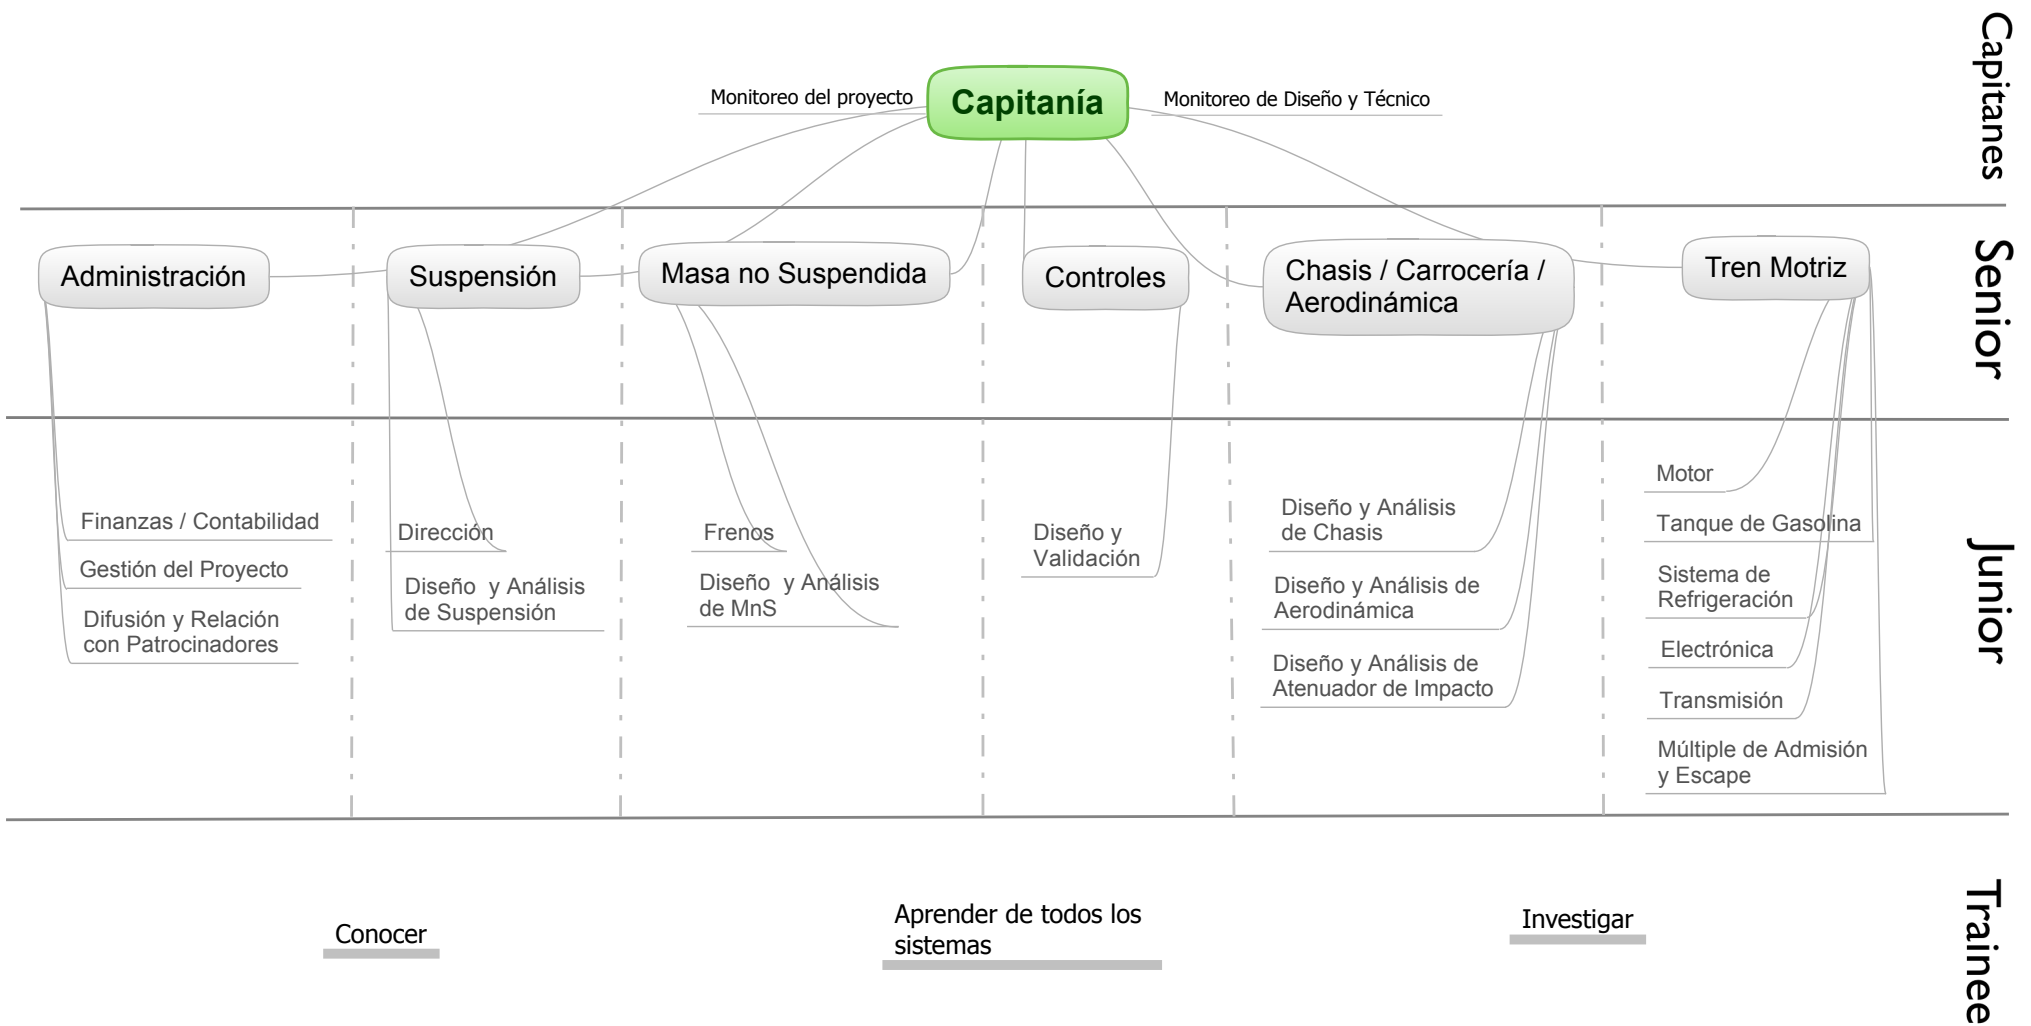 Capitanes
Monitoreo del proyecto
Capitanía
Monitoreo de Diseño y Técnico
Senior
Administración
Suspensión
Masa no Suspendida
Controles
Chasis / Carrocería /
Aerodinámica
Tren Motriz
Junior
Finanzas / Contabilidad
Gestión del Proyecto
Difusión y Relación
con Patrocinadores
Dirección
Diseño y Análisis
de Suspensión
Frenos
Diseño y Análisis
de MnS
Diseño y
Validación
Diseño y Análisis
de Chasis
Diseño y Análisis de
Aerodinámica
Diseño y Análisis de
Atenuador de Impacto
Motor
Tanque de Gasolina
Sistema de
Refrigeración
Electrónica
Transmisión
Múltiple de Admisión
y Escape
Trainee
Conocer
Aprender de todos los
sistemas
Investigar